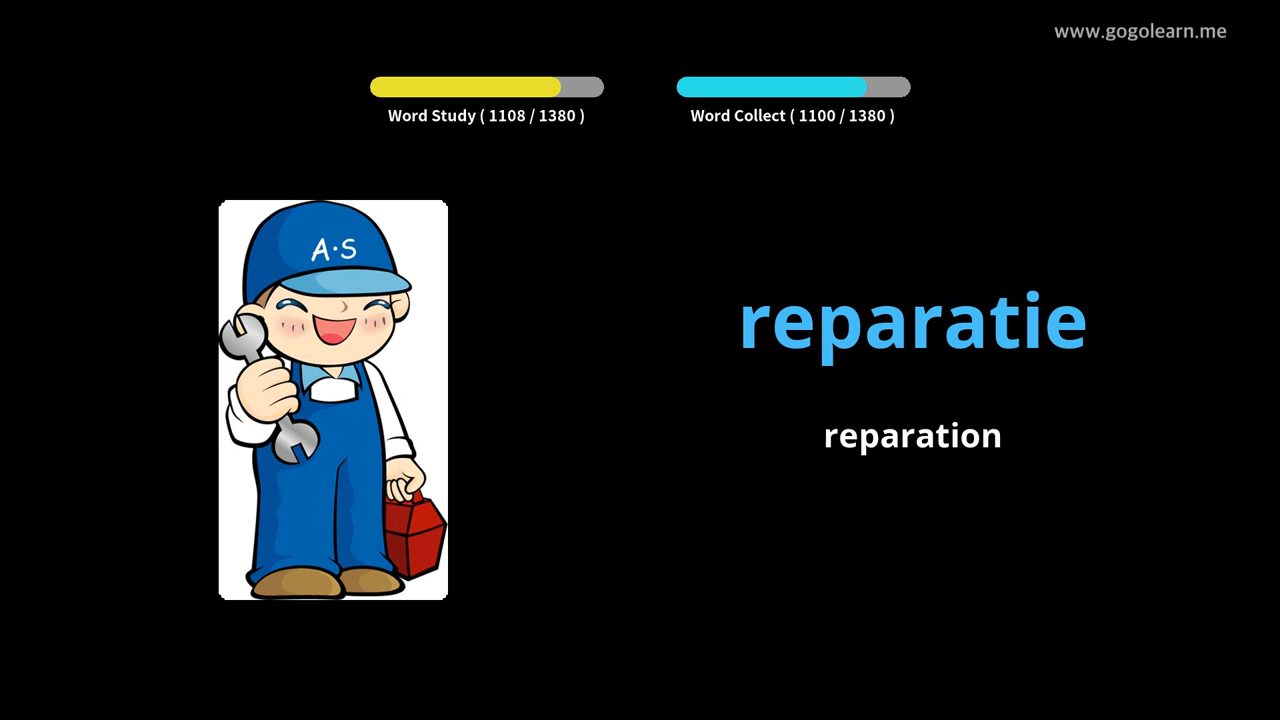 www.gogolearn.me
Word Study ( 1108 / 1380 )
Word Collect ( 1100 / 1380 )
A·S
reparatie
reparation